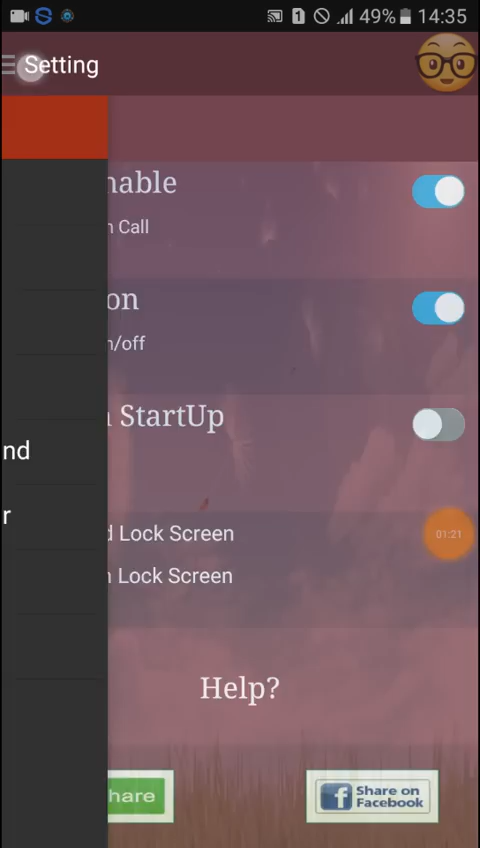 49% 14:35
Setting
nable
n Call
on
n/off
n StartUp
nd
r
d Lock Screen
01:21
n Lock Screen
Help?
hare
Share on
Facebook